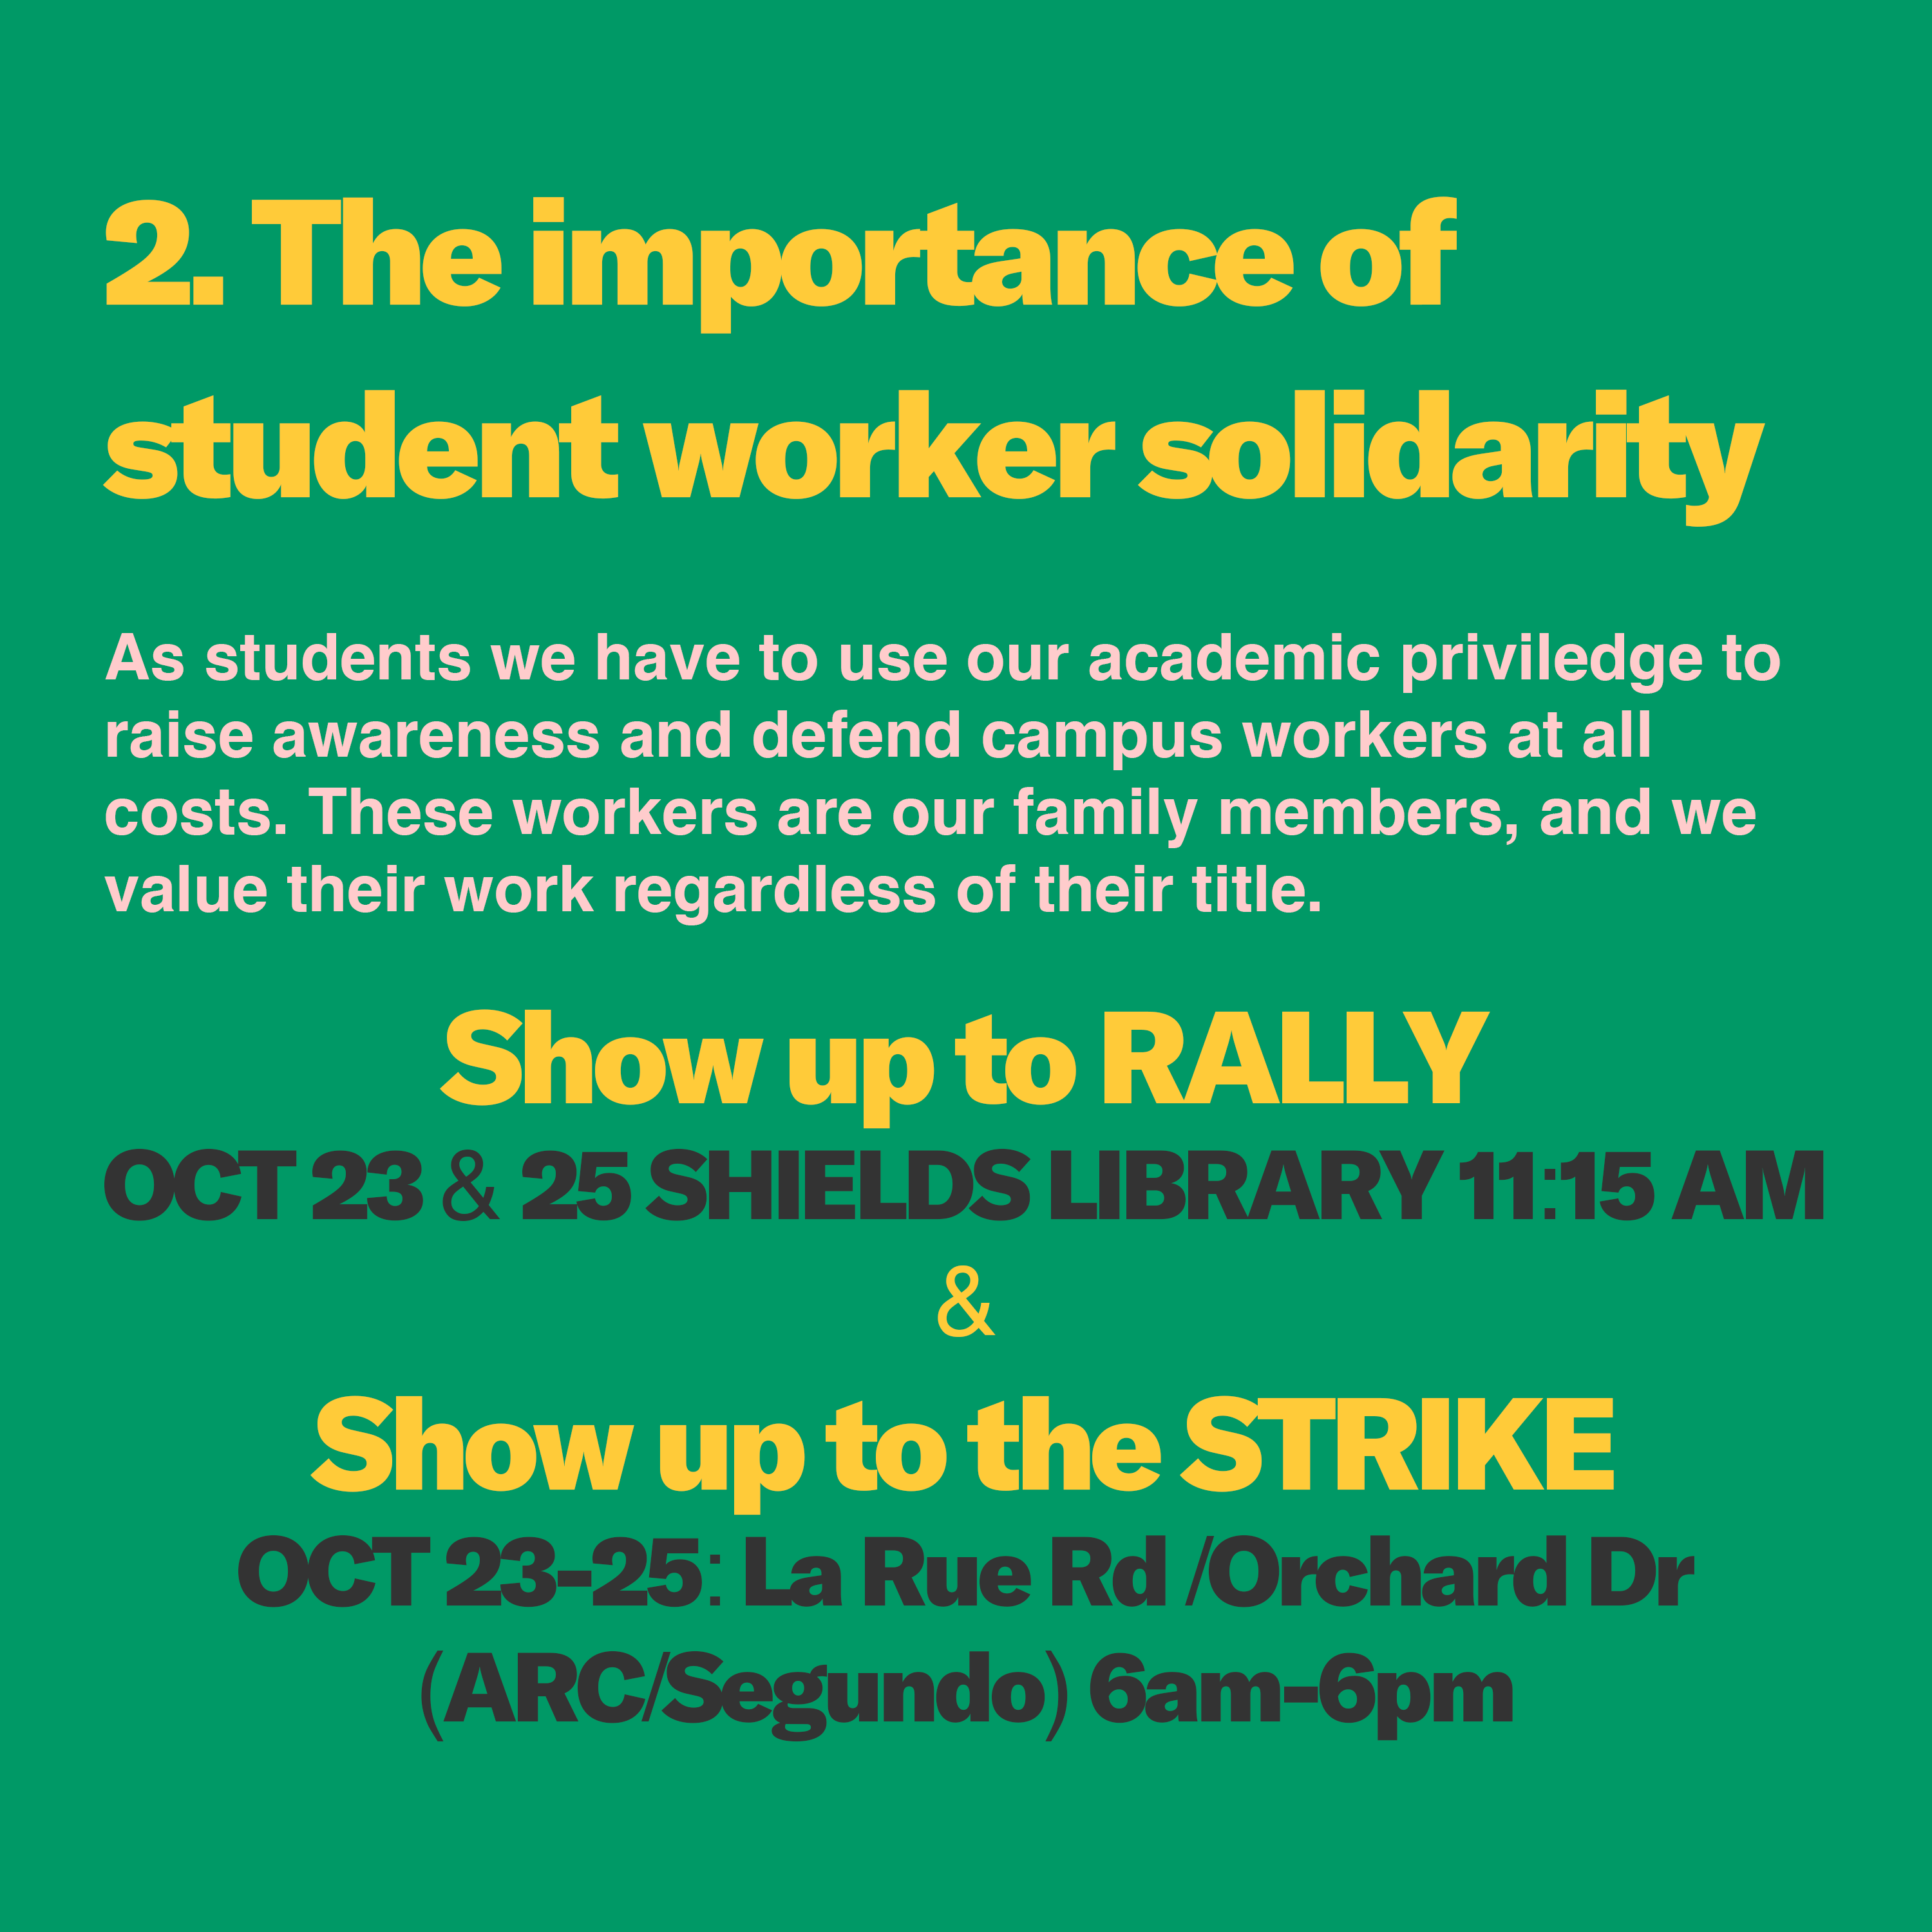 2. The importance of
student worker solidarity
As students we have to use our academic priviledge to
raise awareness and defend campus workers at all
costs. These workers are our family members, and we
value their work regardless of their title.
Show up to RALLY
OCT 23 & 25 SHIELDS LIBRARY 11:15 AM
&
Show up to the STRIKE
OCT 23-25: La Rue Rd /Orchard Dr
(ARC/Segundo) 6am-6pm